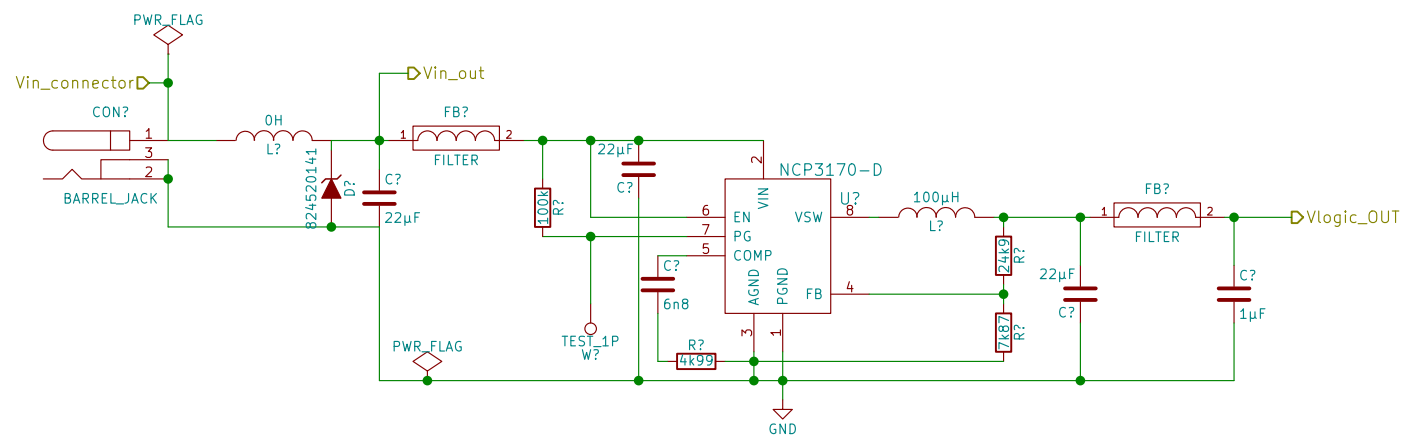 PWR_FLAG
Vin_connector
CON?
1
3
2
BARREL_JACK
0H
L?
824520141
D?
Vin_out
C?
22µF
FB?
1
2
FILTER
100k
R?
22µF
C?
TEST_1P
W?
PWR_FLAG
NCP3170-D
U?
2
VIN
6
EN
7
PG
5
COMP
AGND
PGND
3
1
VSW
8
FB
4
C?
6n8
R?
4k99
GND
100µH
L?
24k9
R?
7k87
R?
22µF
C?
FB?
1
2
FILTER
C?
1µF
Vlogic_OUT